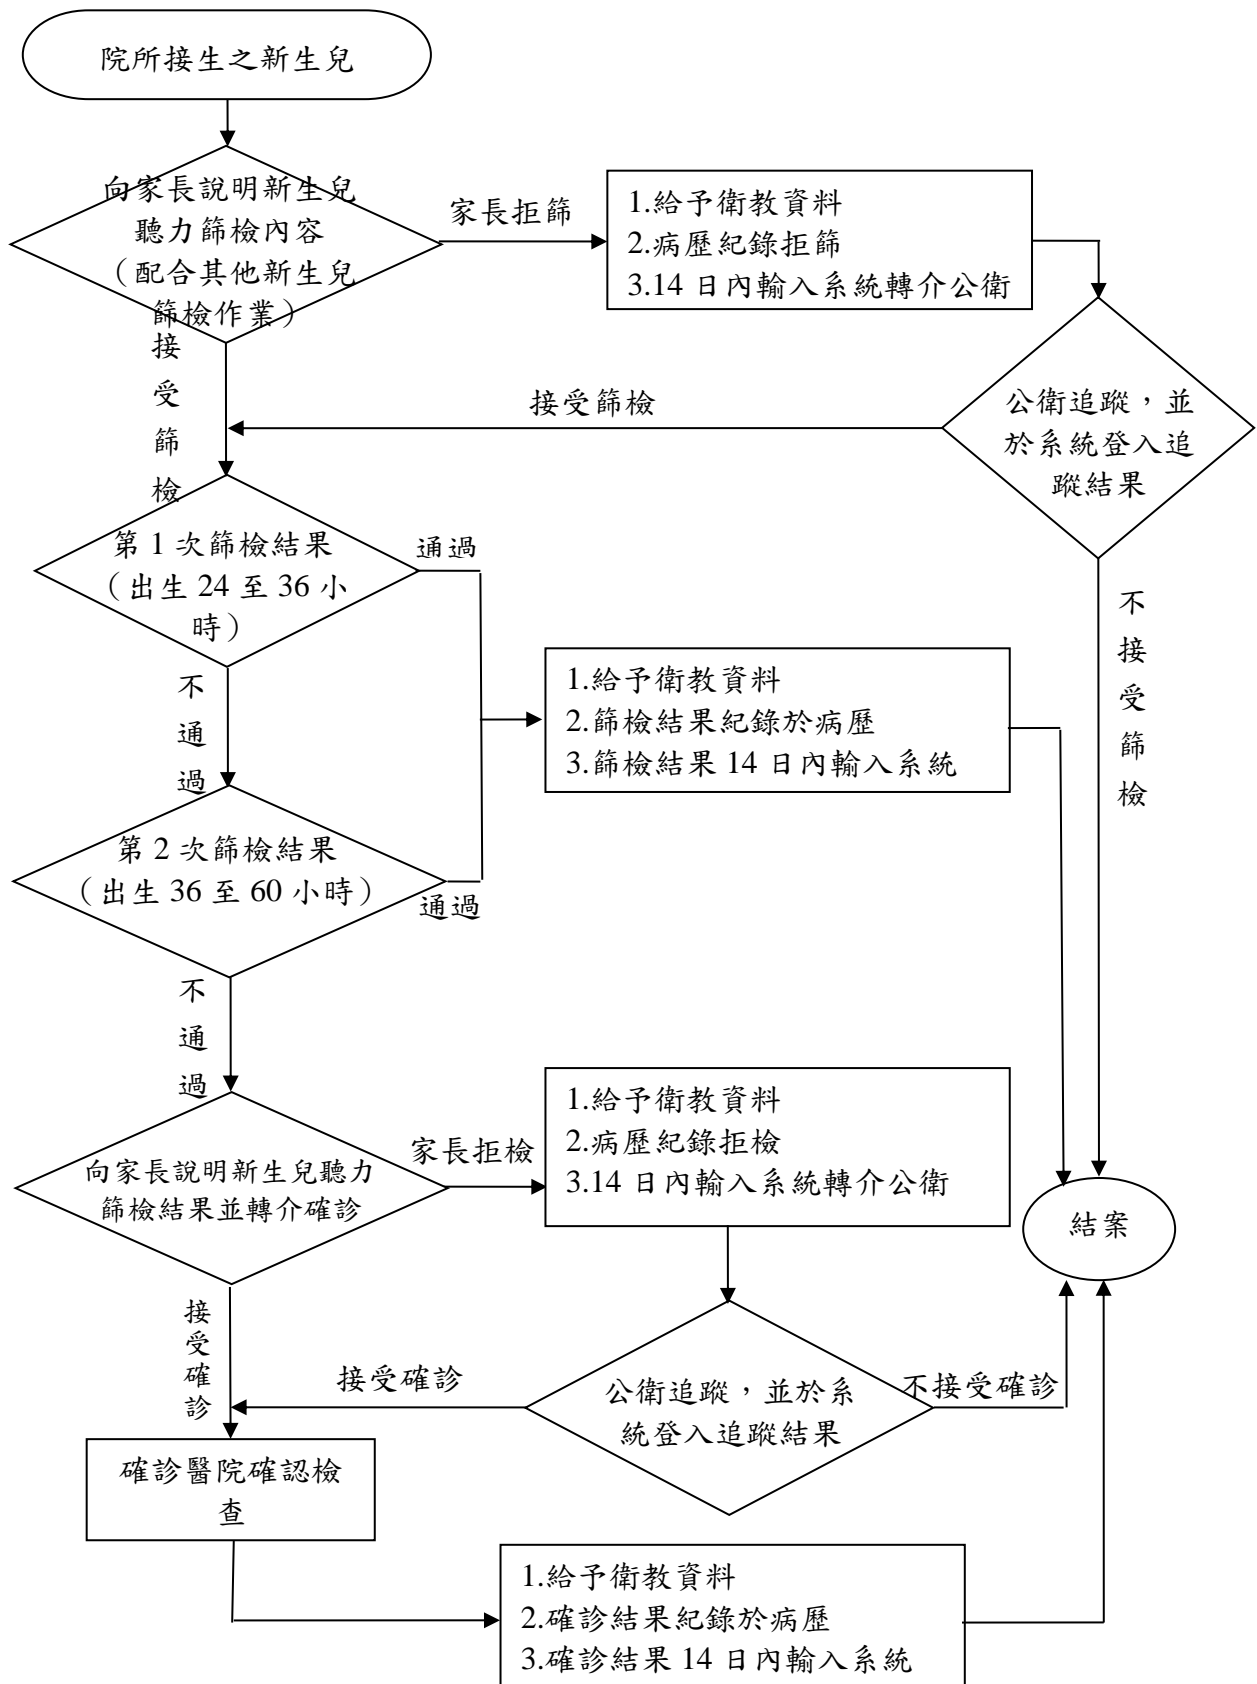 院所接生之新生兒
向家長說明新生兒
聽力篩檢內容
（配合其他新生兒
篩檢作業）
家長拒篩
1.給予衛教資料
2.病歷紀錄拒篩
3.14 日內輸入系統轉介公衛
接受篩檢
接受篩檢
公衛追蹤，並
於系統登入追
蹤結果
不接受篩檢
第 1 次篩檢結果
（出生 24 至 36 小
時）
通過
不通過
1.給予衛教資料
2.篩檢結果紀錄於病歷
3.篩檢結果 14 日內輸入系統
第 2 次篩檢結果
（出生 36 至 60 小時）
通過
不通過
向家長說明新生兒聽力
篩檢結果並轉介確診
家長拒檢
1.給予衛教資料
2.病歷紀錄拒檢
3.14 日內輸入系統轉介公衛
結案
接受確診
接受確診
公衛追蹤，並於系
統登入追蹤結果
不接受確診
確診醫院確認檢
查
1.給予衛教資料
2.確診結果紀錄於病歷
3.確診結果 14 日內輸入系統